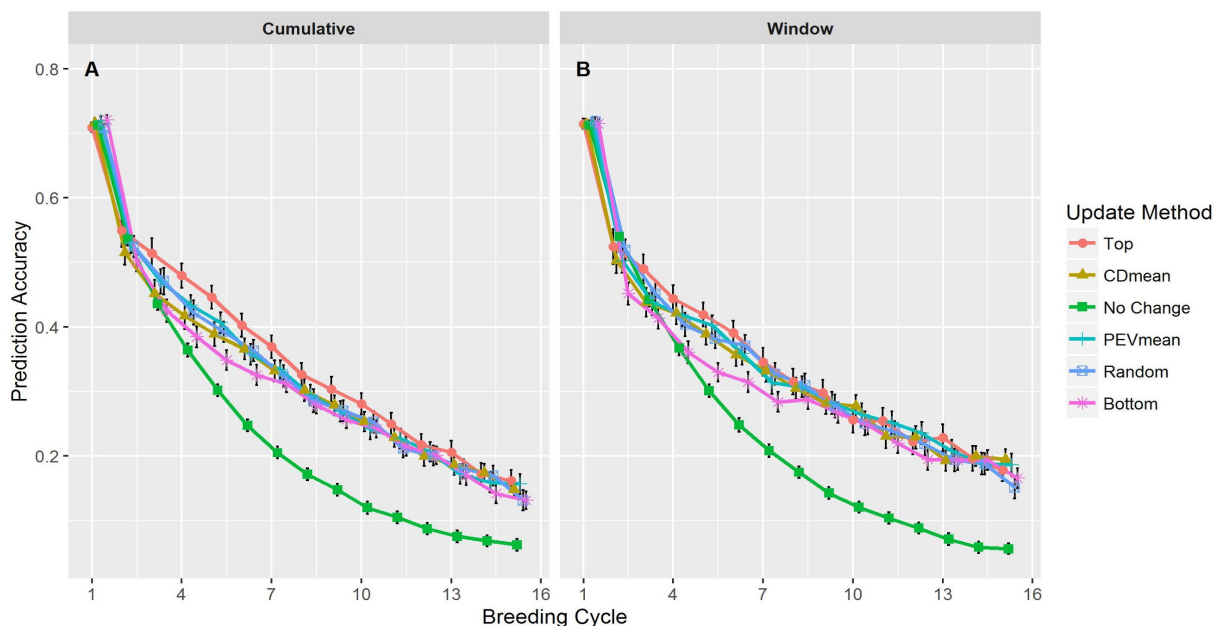 Cumulative
Window
A
B
0.8
0.6
0.4
0.2
Prediction Accuracy
1 4 7 10 13 16
1 4 7 10 13 16
Breeding Cycle
Update Method
Top
CDmean
No Change
PEVmean
Random
Bottom